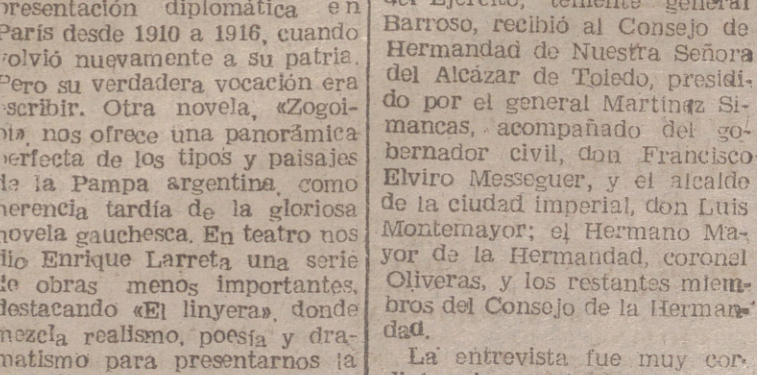 presentación diplomática en
París desde 1910 a 1916, cuando
volvió nuevamente a su patria.
Pero su verdadera vocación era
escribir. Otra novela, «Zogoi-
bi», nos ofrece una panorámica
perfecta de los tipos y paisajes
de la Pampa argentina, como
herencia tardía de la gloriosa
novela gauchesca. En teatro nos
dio Enrique Larreta una serie
de obras menos importantes,
destacando «El linyera», donde
mezcla realismo, poesía y dra-
matismo para presentarnos la
del Ejército, teniente general
Barroso, recibió al Consejo de
Hermandad de Nuestra Señora
del Alcázar de Toledo, presidi-
do por el general Martínez Si-
mancas, acompañado del go-
bernador civil, don Francisco
Elviro Messeguer, y el alcalde
de la ciudad imperial, don Luis
Montemayor; el Hermano Ma-
yor de la Hermandad, coronel
Oliveras, y los restantes miem-
bros del Consejo de la Herman-
dad.
La entrevista fue muy cor-